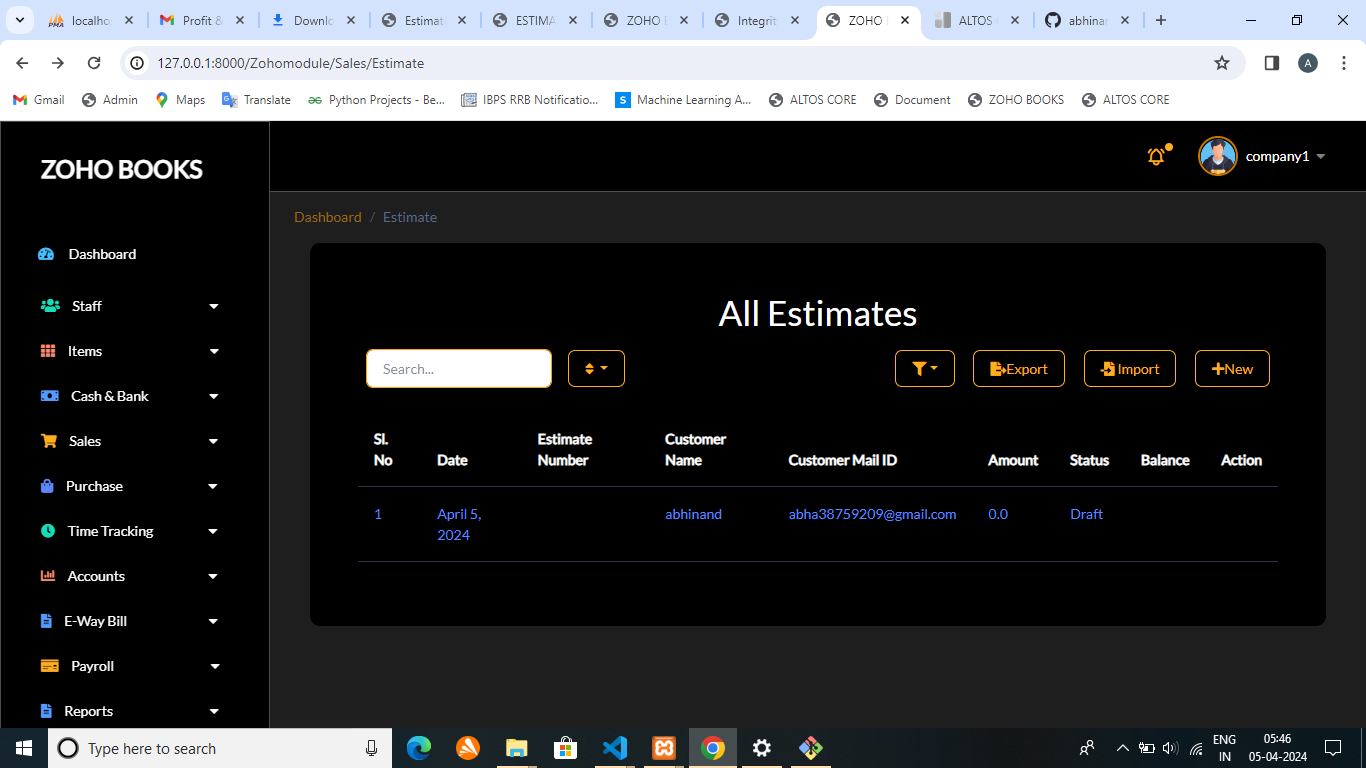 localho
Profit &
Downlo
Estimat
ESTIMA
ZOHO
Integrit
ZOHO
ALTOS
abhinan
127.0.0.1:8000/Zohomodule/Sales/Estimate
A
Gmail
Admin
Maps
Translate
Python Projects - Be...
IBPS RRB Notificatio...
Machine Learning A...
ALTOS CORE
Document
ZOHO BOOKS
ALTOS CORE
ZOHO BOOKS
company1
Dashboard / Estimate
Dashboard
Staff
Items
Cash & Bank
Sales
Purchase
Time Tracking
Accounts
E-Way Bill
Payroll
Reports
All Estimates
Search...
Export
Import
New
Sl. No
Date
Estimate Number
Customer Name
Customer Mail ID
Amount
Status
Balance
Action
1
April 5, 2024
abhinand
abha38759209@gmail.com
0.0
Draft
Type here to search
ENG
IN
05:46
05-04-2024